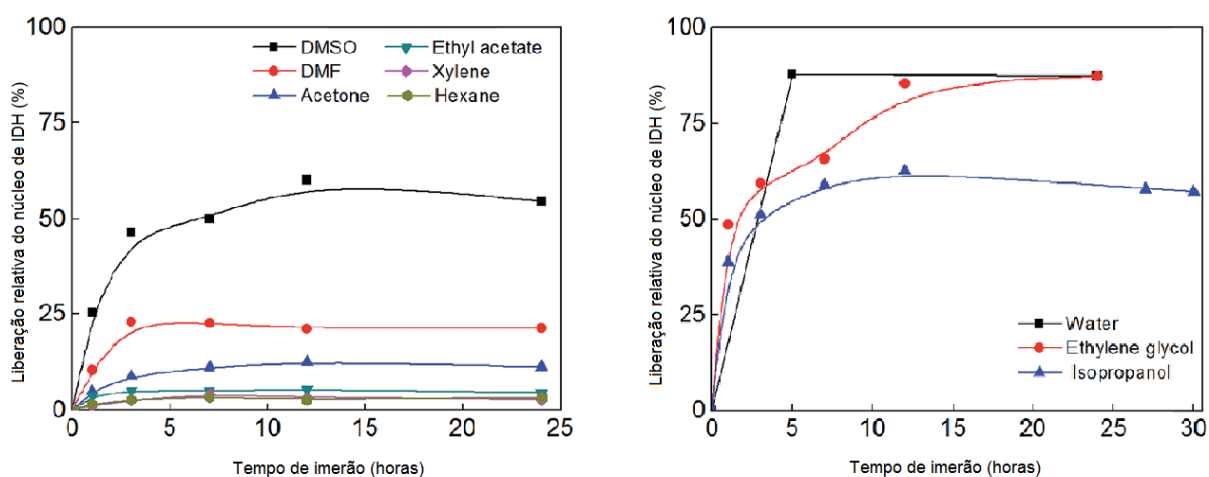 Liberação relativa do núcleo de IDH (%)
100
75
50
25
0
DMSO
DMF
Acetone
Ethyl acetate
Xylene
Hexane
0 5 10 15 20 25
Tempo de imerão (horas)
Liberação relativa do núcleo de IDH (%)
100
75
50
25
0
Water
Ethylene glycol
Isopropanol
0 5 10 15 20 25 30
Tempo de imerão (horas)